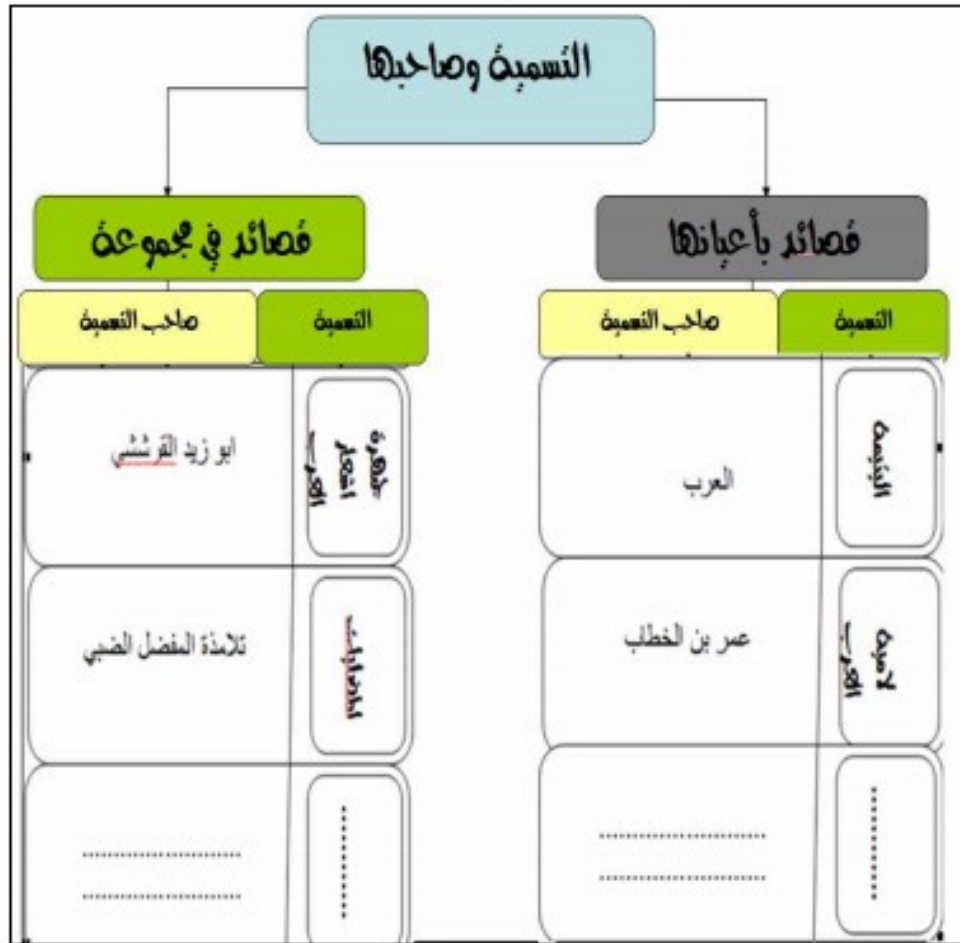 التسمية وصاحبها
قصائد بأعيانها
التسمية
صاحب التسمية
اليتيمة
العرب
لامية
العرب
عمر بن الخطاب
..............
........................
........................
قصائد في مجموعة
التسمية
صاحب التسمية
جمهرة
اشعار
العرب
ابو زيد القرشي
المفضليات
تلامذة المفضل الضبي
..............
........................
........................